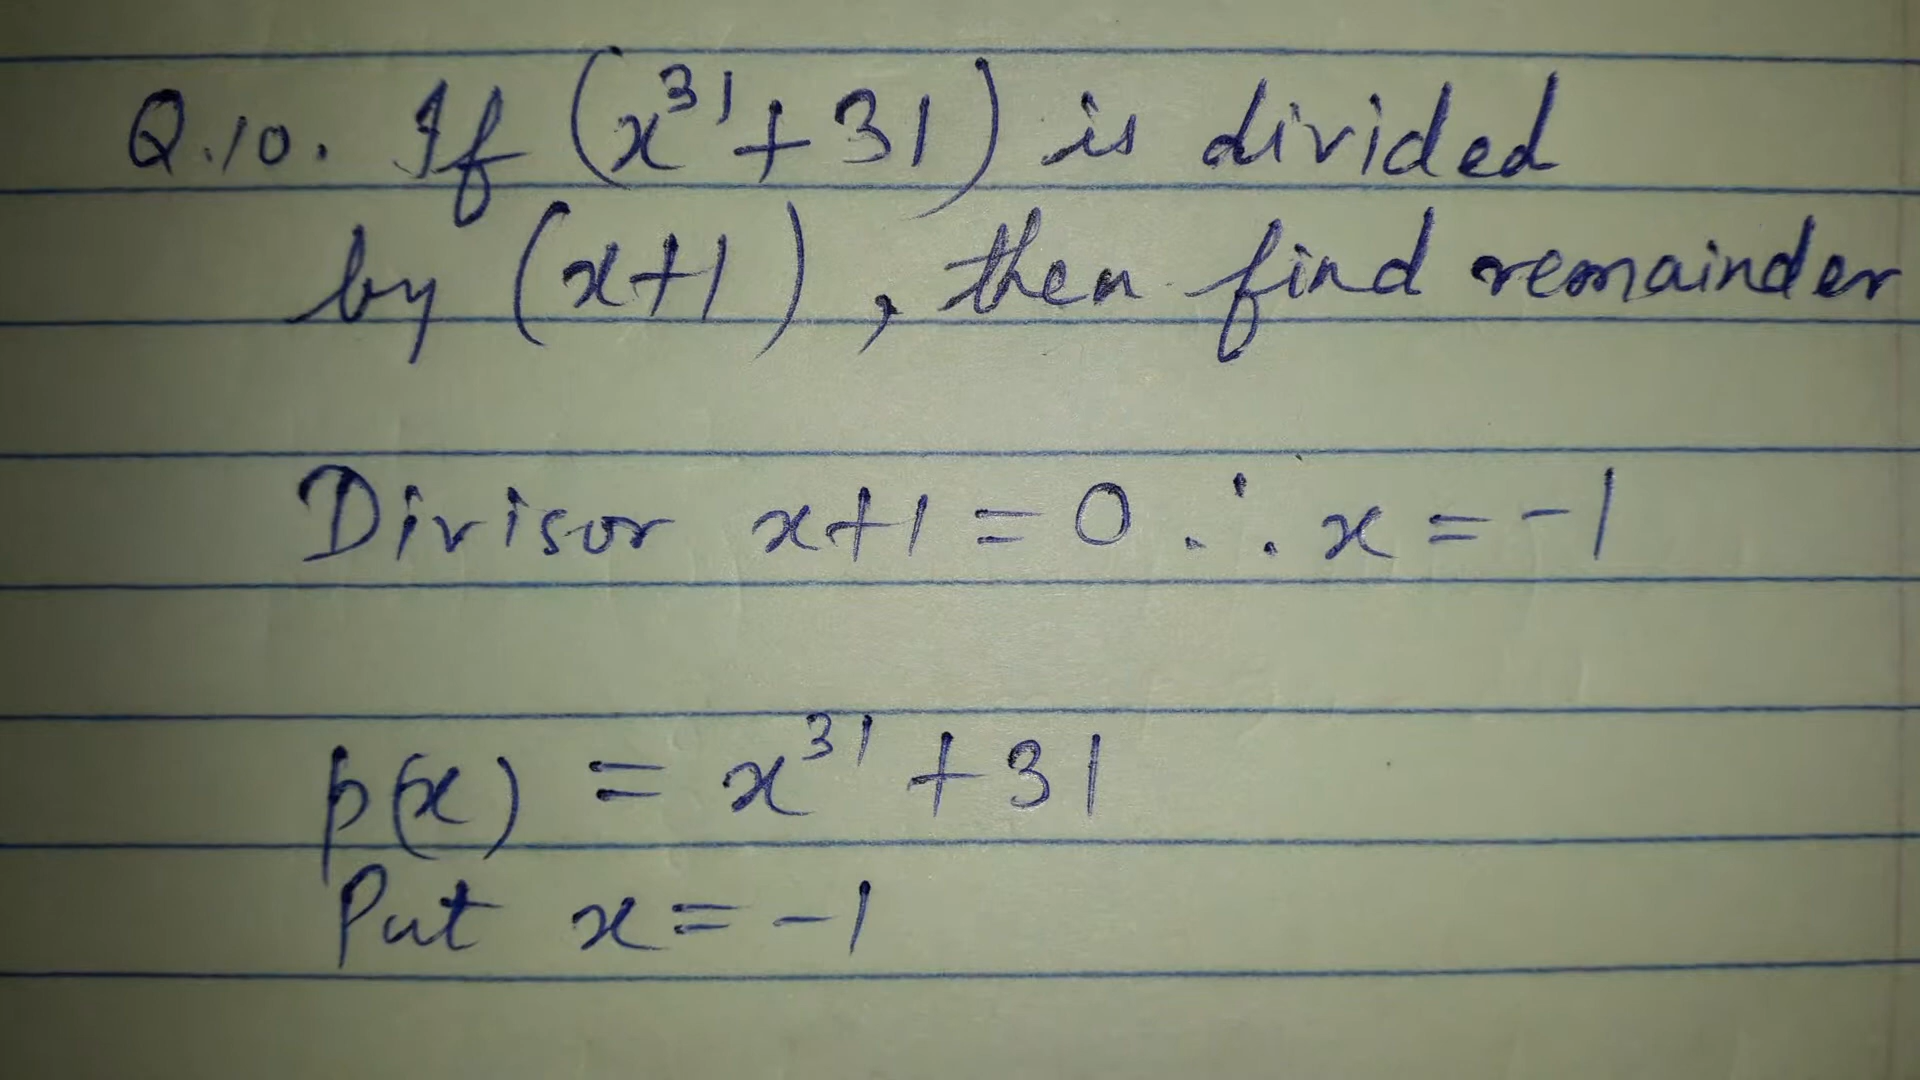 Q.10. If (x³¹+31) is divided
by (x+1), then find remainder
Divisor x+1=0 ∴ x=-1
p(x) = x³¹+31
Put x=-1